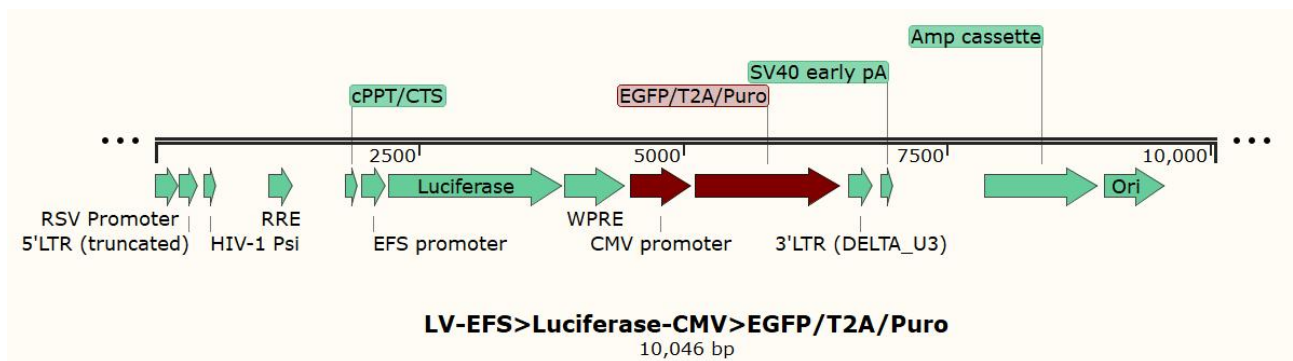 Amp cassette
SV40 early pA
cPPT/CTS
EGFP/T2A/Puro
•••
•••
2500
5000
7500
10,000
Luciferase
Ori
RSV Promoter
RRE
WPRE
5'LTR (truncated)
HIV-1 Psi
EFS promoter
CMV promoter
3'LTR (DELTA_U3)
LV-EFS>Luciferase-CMV>EGFP/T2A/Puro
10,046 bp